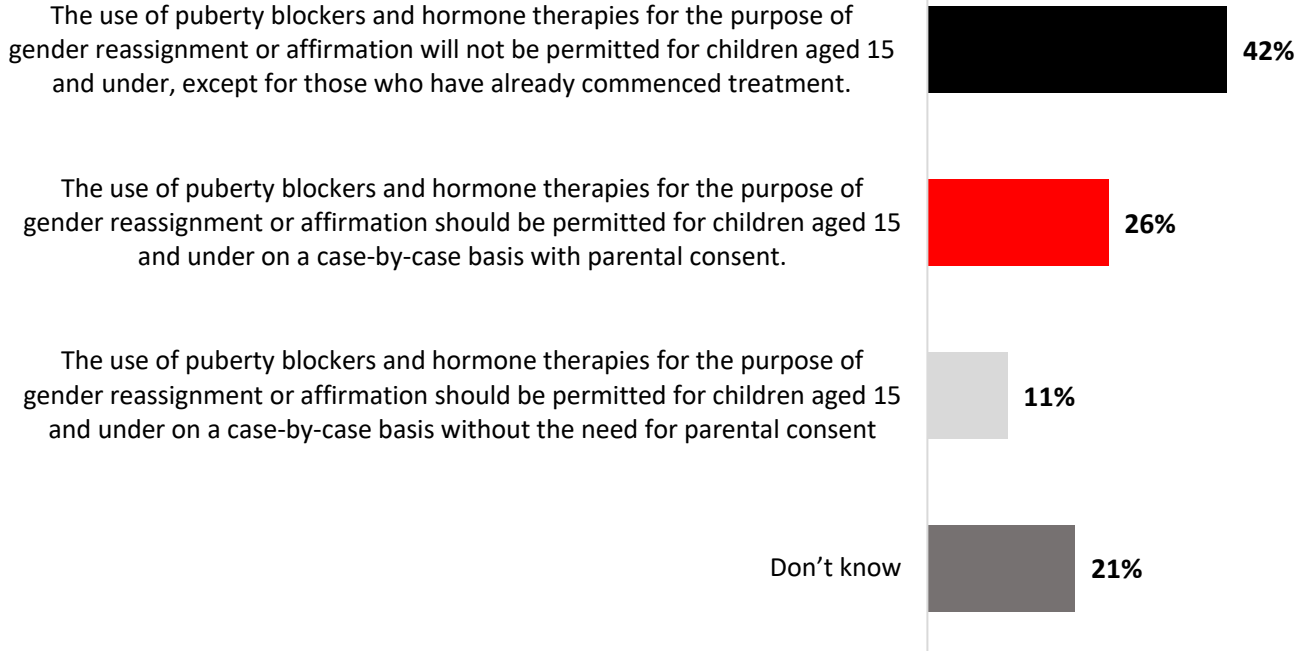 The use of puberty blockers and hormone therapies for the purpose of
gender reassignment or affirmation will not be permitted for children aged 15
and under, except for those who have already commenced treatment.
42%
The use of puberty blockers and hormone therapies for the purpose of
gender reassignment or affirmation should be permitted for children aged 15
and under on a case-by-case basis with parental consent.
26%
The use of puberty blockers and hormone therapies for the purpose of
gender reassignment or affirmation should be permitted for children aged 15
and under on a case-by-case basis without the need for parental consent
11%
Don’t know
21%